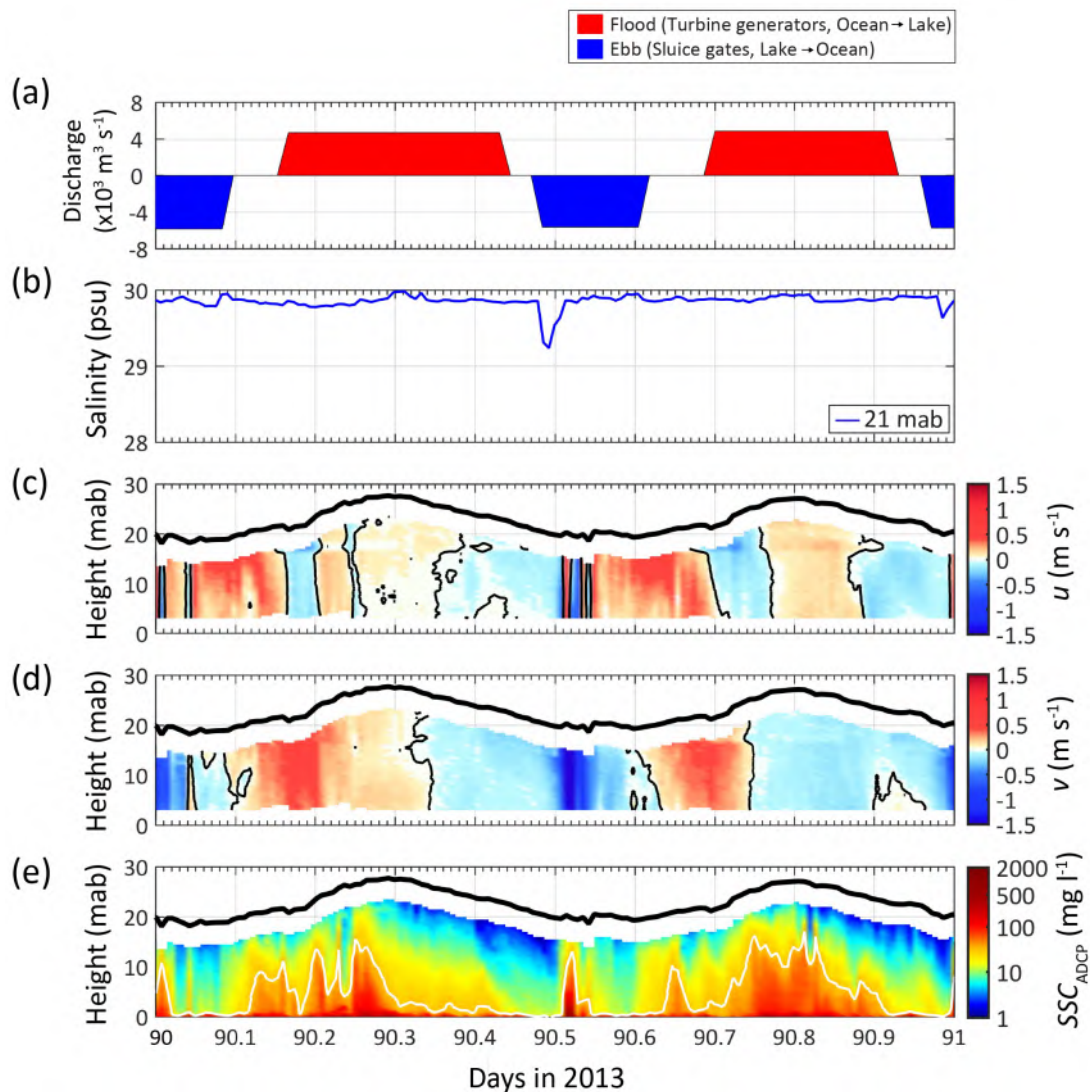 Flood (Turbine generators, Ocean→Lake)
Ebb (Sluice gates, Lake→Ocean)
(a)
Discharge
(x10³ m³ s⁻¹)
8
4
0
-4
-8
(b)
Salinity (psu)
30
29
28
21 mab
(c)
Height (mab)
30
20
10
0
1.5
1
0.5
0
-0.5
-1
-1.5
u (m s⁻¹)
(d)
Height (mab)
30
20
10
0
1.5
1
0.5
0
-0.5
-1
-1.5
v (m s⁻¹)
(e)
Height (mab)
30
20
10
0
2000
500
100
10
1
SSC_ADCP (mg l⁻¹)
90 90.1 90.2 90.3 90.4 90.5 90.6 90.7 90.8 90.9 91
Days in 2013